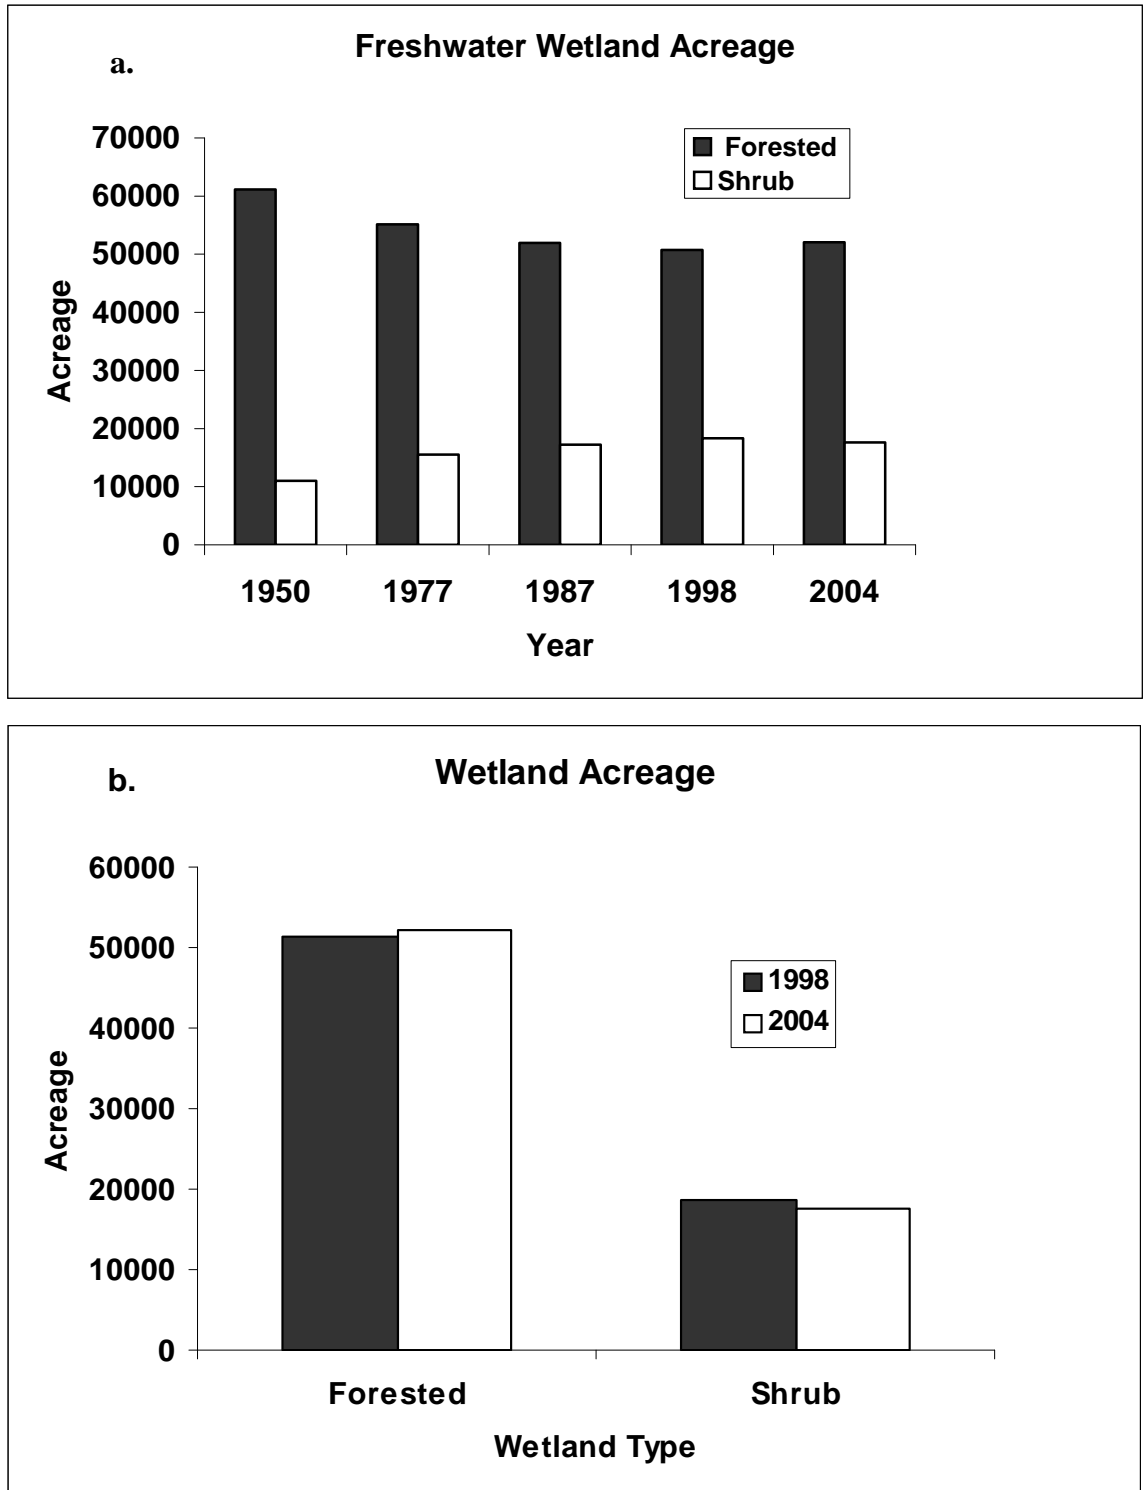 a.
Freshwater Wetland Acreage
70000
60000
50000
40000
30000
20000
10000
0
Acreage
Forested
Shrub
1950 1977 1987 1998 2004
Year
b.
Wetland Acreage
60000
50000
40000
30000
20000
10000
0
Acreage
1998
2004
Forested Shrub
Wetland Type